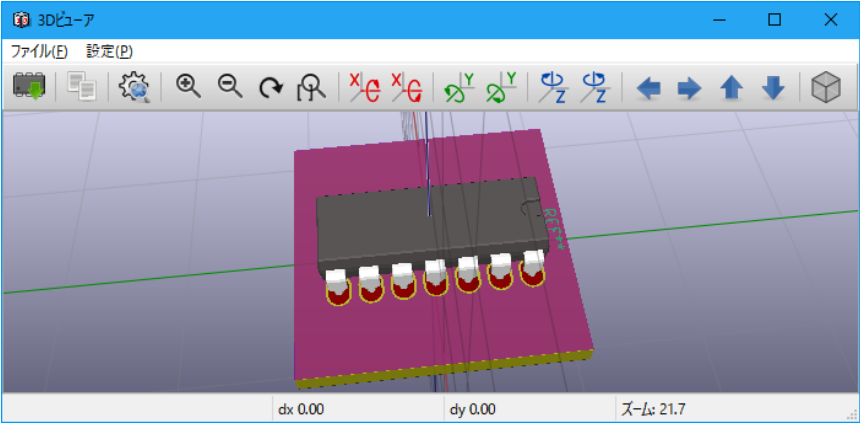 3Dビューア
ファイル(F) 設定(P)
X X Y Y Z Z
REF**
dx 0.00 dy 0.00 ズーム: 21.7